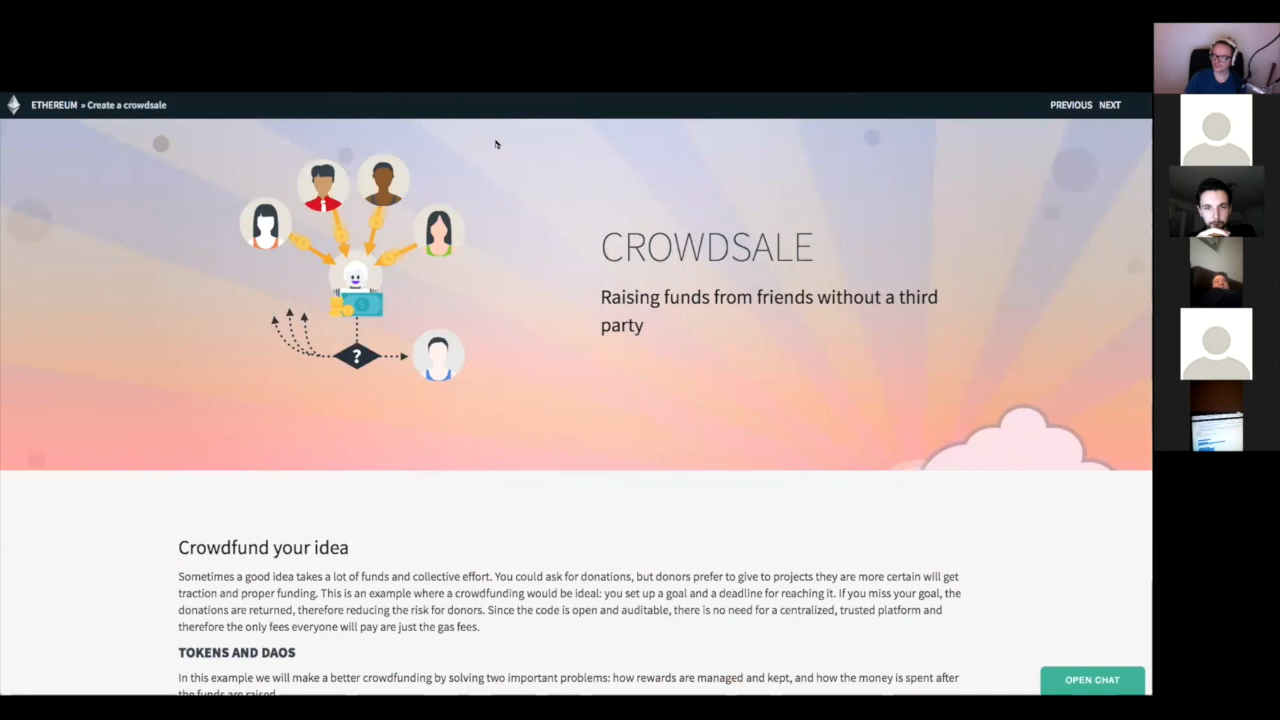 ETHEREUM » Create a crowdsale
PREVIOUS NEXT
CROWDSALE
Raising funds from friends without a third
party
?
Crowdfund your idea
Sometimes a good idea takes a lot of funds and collective effort. You could ask for donations, but donors prefer to give to projects they are more certain will get
traction and proper funding. This is an example where a crowdfunding would be ideal: you set up a goal and a deadline for reaching it. If you miss your goal, the
donations are returned, therefore reducing the risk for donors. Since the code is open and auditable, there is no need for a centralized, trusted platform and
therefore the only fees everyone will pay are just the gas fees.
TOKENS AND DAOS
In this example we will make a better crowdfunding by solving two important problems: how rewards are managed and kept, and how the money is spent after
the funds are raised.
OPEN CHAT